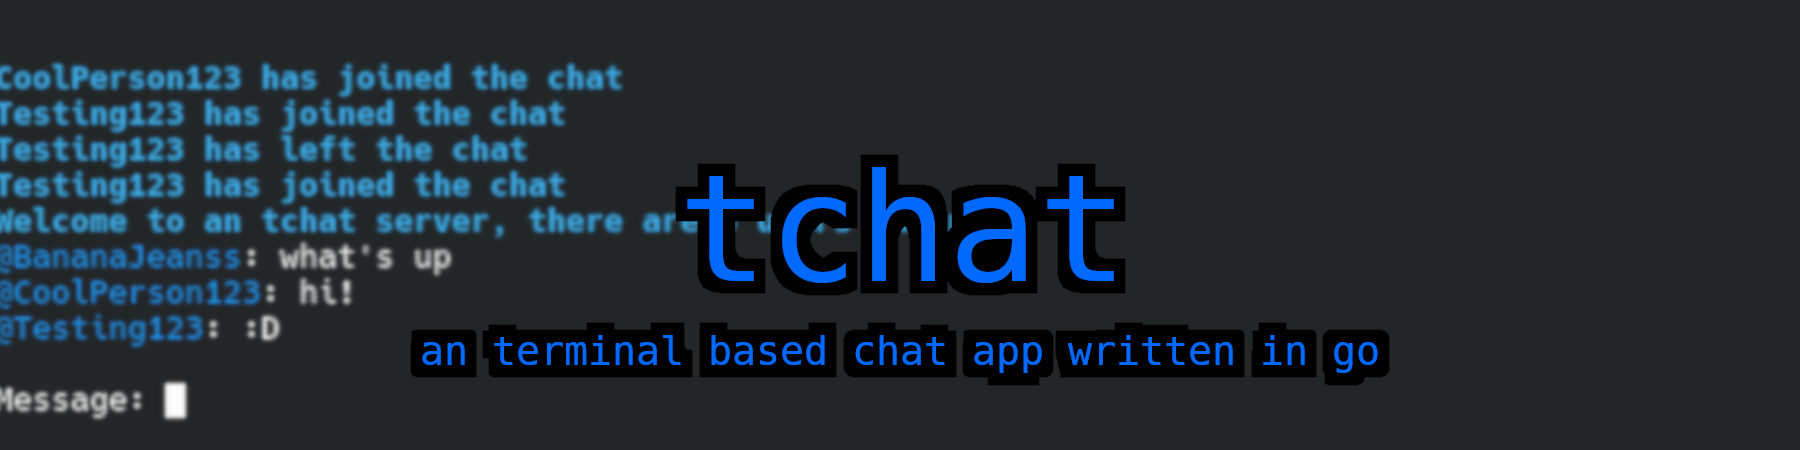 CoolPerson123 has joined the chat
Testing123 has joined the chat
Testing123 has left the chat
Testing123 has joined the chat
Welcome to an tchat server, there are
@BananaJeanss: what's up
@CoolPerson123: hi!
@Testing123: :D
Message:
tchat
an terminal based chat app written in go